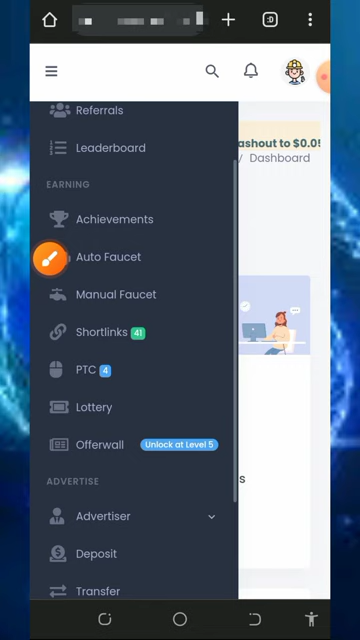 :D
Referrals
ashout to $0.0
Leaderboard
/ Dashboard
EARNING
Achievements
Auto Faucet
Manual Faucet
Shortlinks 41
PTC 4
Lottery
Offerwall Unlock at Level 5
s
ADVERTISE
Advertiser
Deposit
Transfer